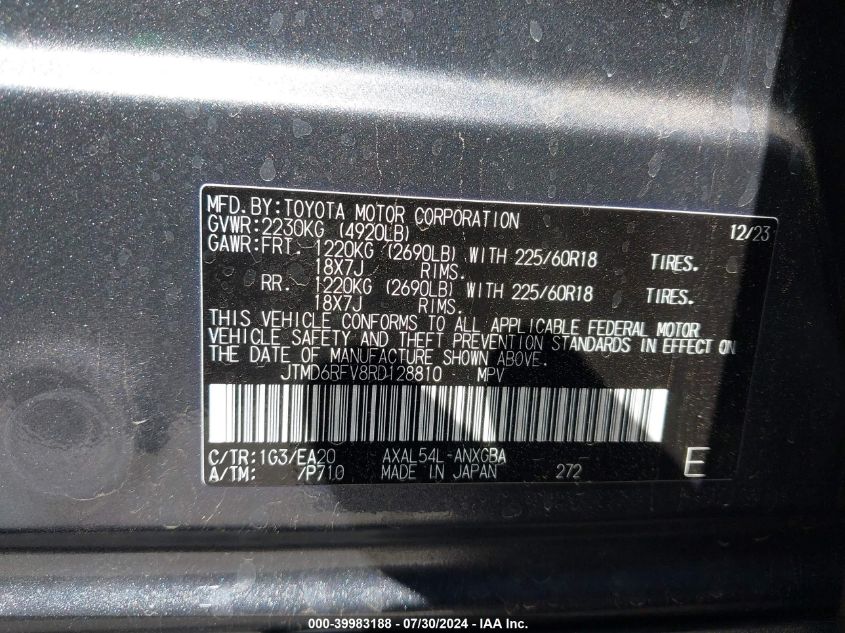 MFD. BY: TOYOTA MOTOR CORPORATION 12/23
GVWR: 2230KG (4920LB)
GAWR: FRT. 1220KG (2690LB) WITH 225/60R18 TIRES.
18X7J RIMS.
RR. 1220KG (2690LB) WITH 225/60R18 TIRES.
18X7J RIMS.
THIS VEHICLE CONFORMS TO ALL APPLICABLE FEDERAL MOTOR
VEHICLE SAFETY AND THEFT PREVENTION STANDARDS IN EFFECT ON
THE DATE OF MANUFACTURE SHOWN ABOVE.
JTMD6RFV8RD128810 MPV
C/TR: 1G3/EA20 AXAL54L-ANXGBA
A/TM: /P710 MADE IN JAPAN 272 E
000-39983188 - 07/30/2024 - IAA Inc.